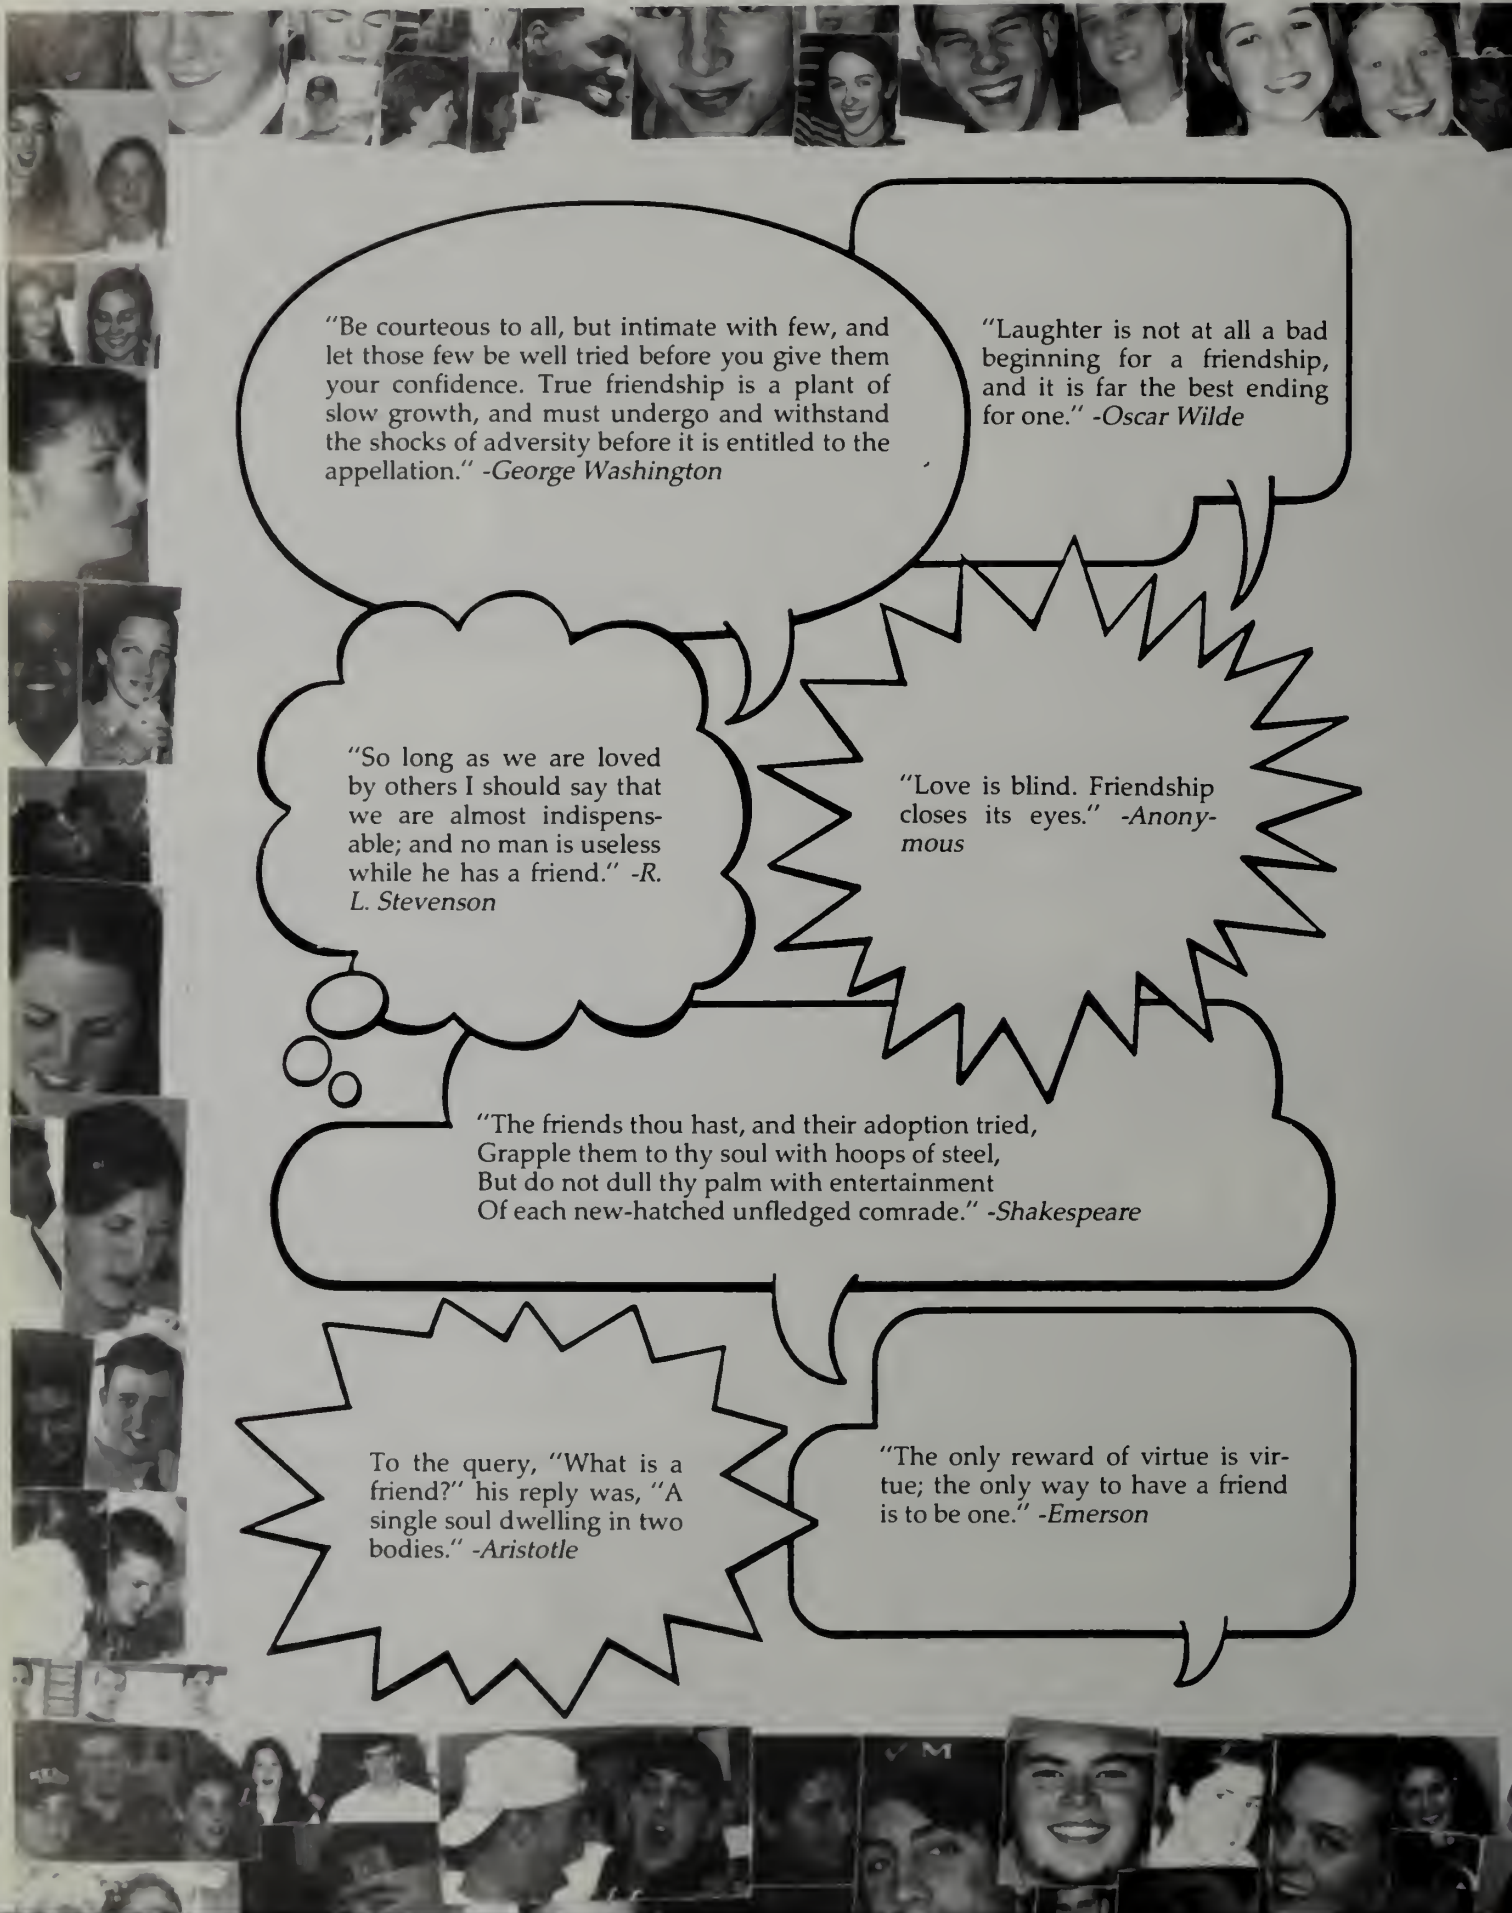 "Be courteous to all, but intimate with few, and
let those few be well tried before you give them
your confidence. True friendship is a plant of
slow growth, and must undergo and withstand
the shocks of adversity before it is entitled to the
appellation." -George Washington
"Laughter is not at all a bad
beginning for a friendship,
and it is far the best ending
for one." -Oscar Wilde
"So long as we are loved
by others I should say that
we are almost indispens-
able; and no man is useless
while he has a friend." -R.
L. Stevenson
"Love is blind. Friendship
closes its eyes." -Anony-
mous
"The friends thou hast, and their adoption tried,
Grapple them to thy soul with hoops of steel,
But do not dull thy palm with entertainment
Of each new-hatched unfledged comrade." -Shakespeare
To the query, "What is a
friend?" his reply was, "A
single soul dwelling in two
bodies." -Aristotle
"The only reward of virtue is vir-
tue; the only way to have a friend
is to be one." -Emerson
M